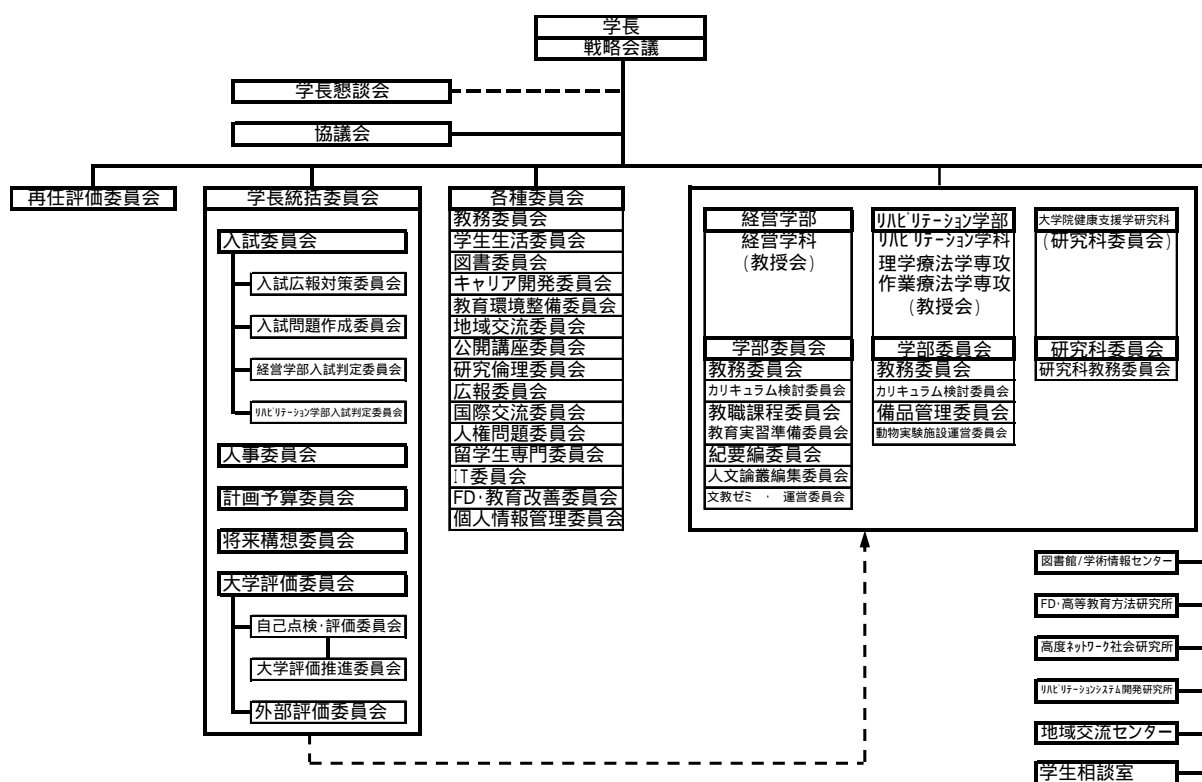 学長
戦略会議
学長懇談会
協議会
再任評価委員会
学長統括委員会
入試委員会
入試広報対策委員会
入試問題作成委員会
経営学部入試判定委員会
ﾘﾊﾋﾞﾘﾃｰｼｮﾝ学部入試判定委員会
人事委員会
計画予算委員会
将来構想委員会
大学評価委員会
自己点検・評価委員会
大学評価推進委員会
外部評価委員会
各種委員会
教務委員会
学生生活委員会
図書委員会
キャリア開発委員会
教育環境整備委員会
地域交流委員会
公開講座委員会
研究倫理委員会
広報委員会
国際交流委員会
人権問題委員会
留学生専門委員会
IT委員会
FD・教育改善委員会
個人情報管理委員会
経営学部
経営学科
(教授会)
学部委員会
教務委員会
カリキュラム検討委員会
教職課程委員会
教育実習準備委員会
紀要編委員会
人文論叢編集委員会
文教ゼミ ・ 運営委員会
ﾘﾊﾋﾞﾘﾃｰｼｮﾝ学部
ﾘﾊﾋﾞﾘﾃｰｼｮﾝ学科
理学療法学専攻
作業療法学専攻
(教授会)
学部委員会
教務委員会
カリキュラム検討委員会
備品管理委員会
動物実験施設運営委員会
大学院健康支援学研究科
(研究科委員会)
研究科委員会
研究科教務委員会
図書館/学術情報センター
FD・高等教育方法研究所
高度ﾈｯﾄﾜｰｸ社会研究所
ﾘﾊﾋﾞﾘﾃｰｼｮﾝｼｽﾃﾑ開発研究所
地域交流センター
学生相談室